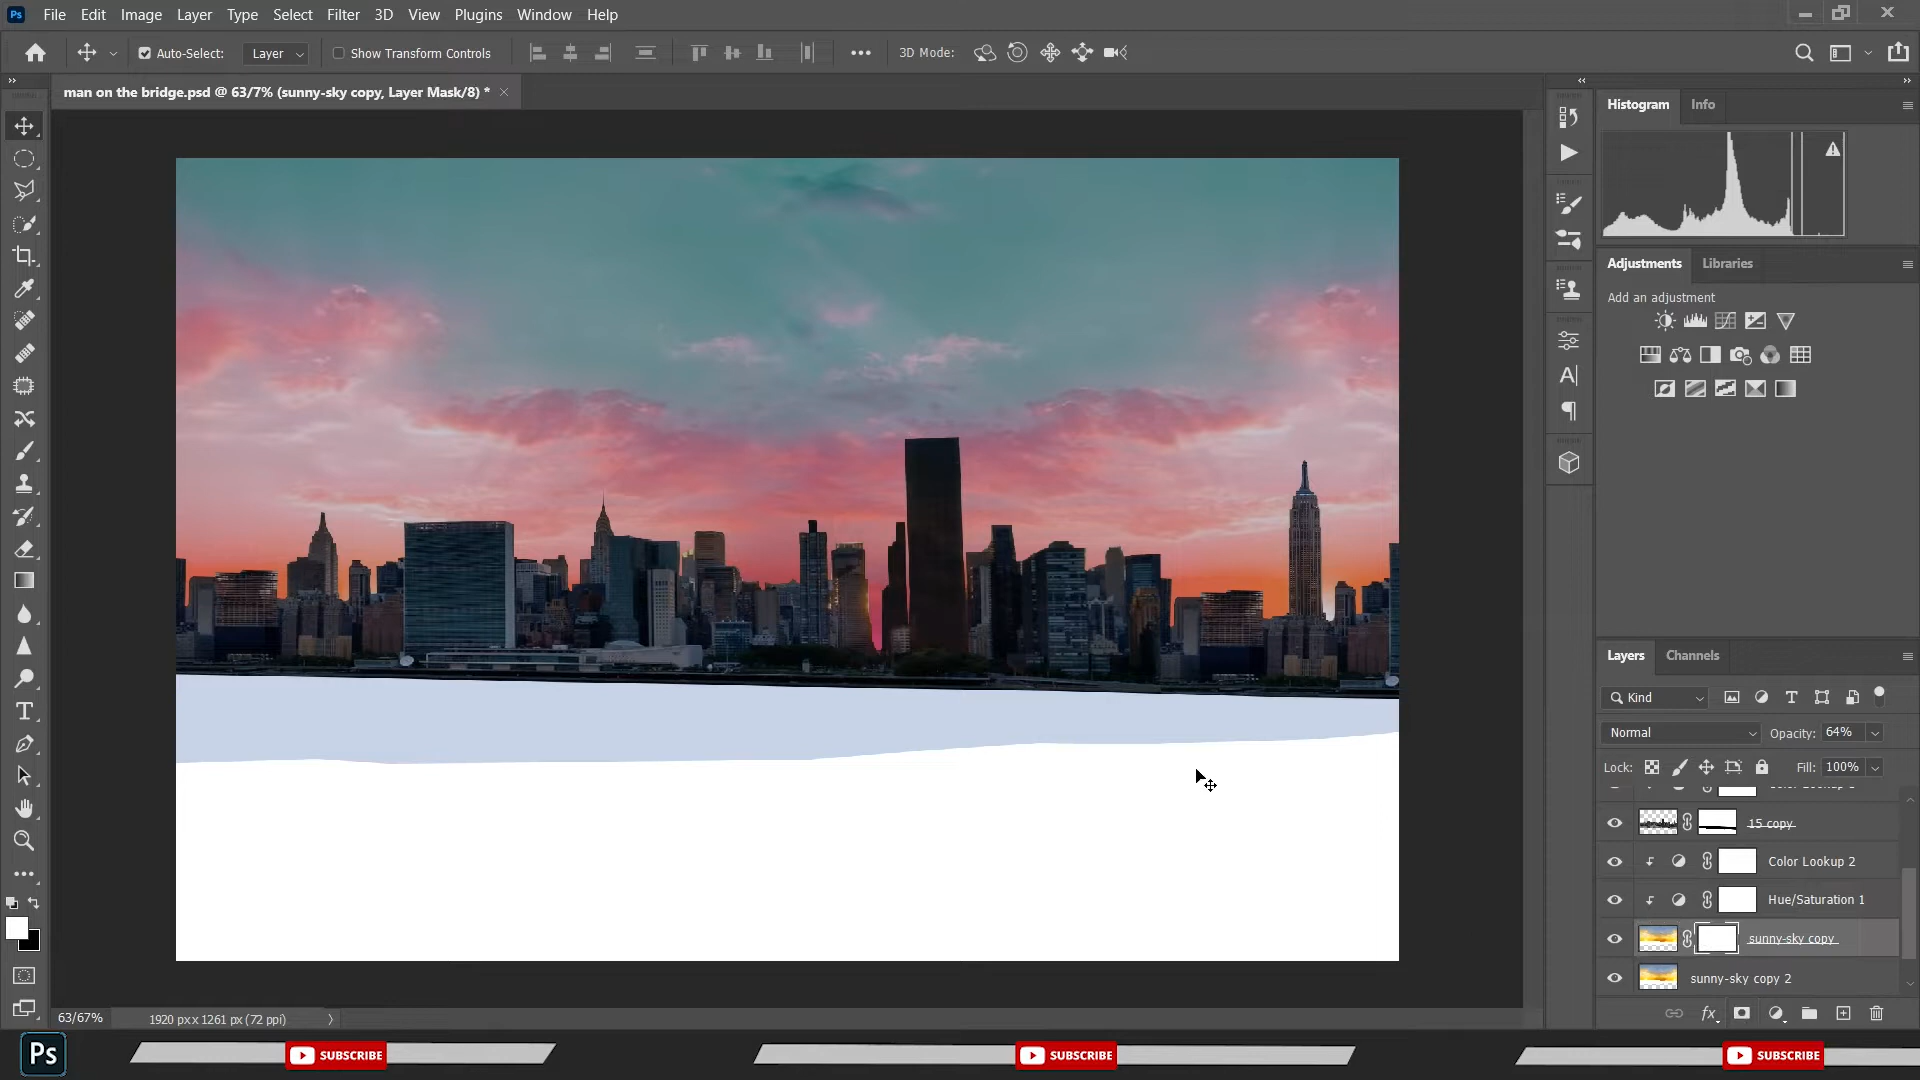 Ps File Edit Image Layer Type Select Filter 3D View Plugins Window Help
Auto-Select: Layer Show Transform Controls 3D Mode:
man on the bridge.psd @ 63/7% (sunny-sky copy, Layer Mask/8) *
Histogram Info
Adjustments Libraries
Add an adjustment
Layers Channels
Kind
Normal Opacity: 64%
Lock: Fill: 100%
15 copy
Color Lookup 2
Hue/Saturation 1
sunny-sky copy
sunny-sky copy 2
63/67% 1920 px x 1261 px (72 ppi)
Ps SUBSCRIBE SUBSCRIBE SUBSCRIBE